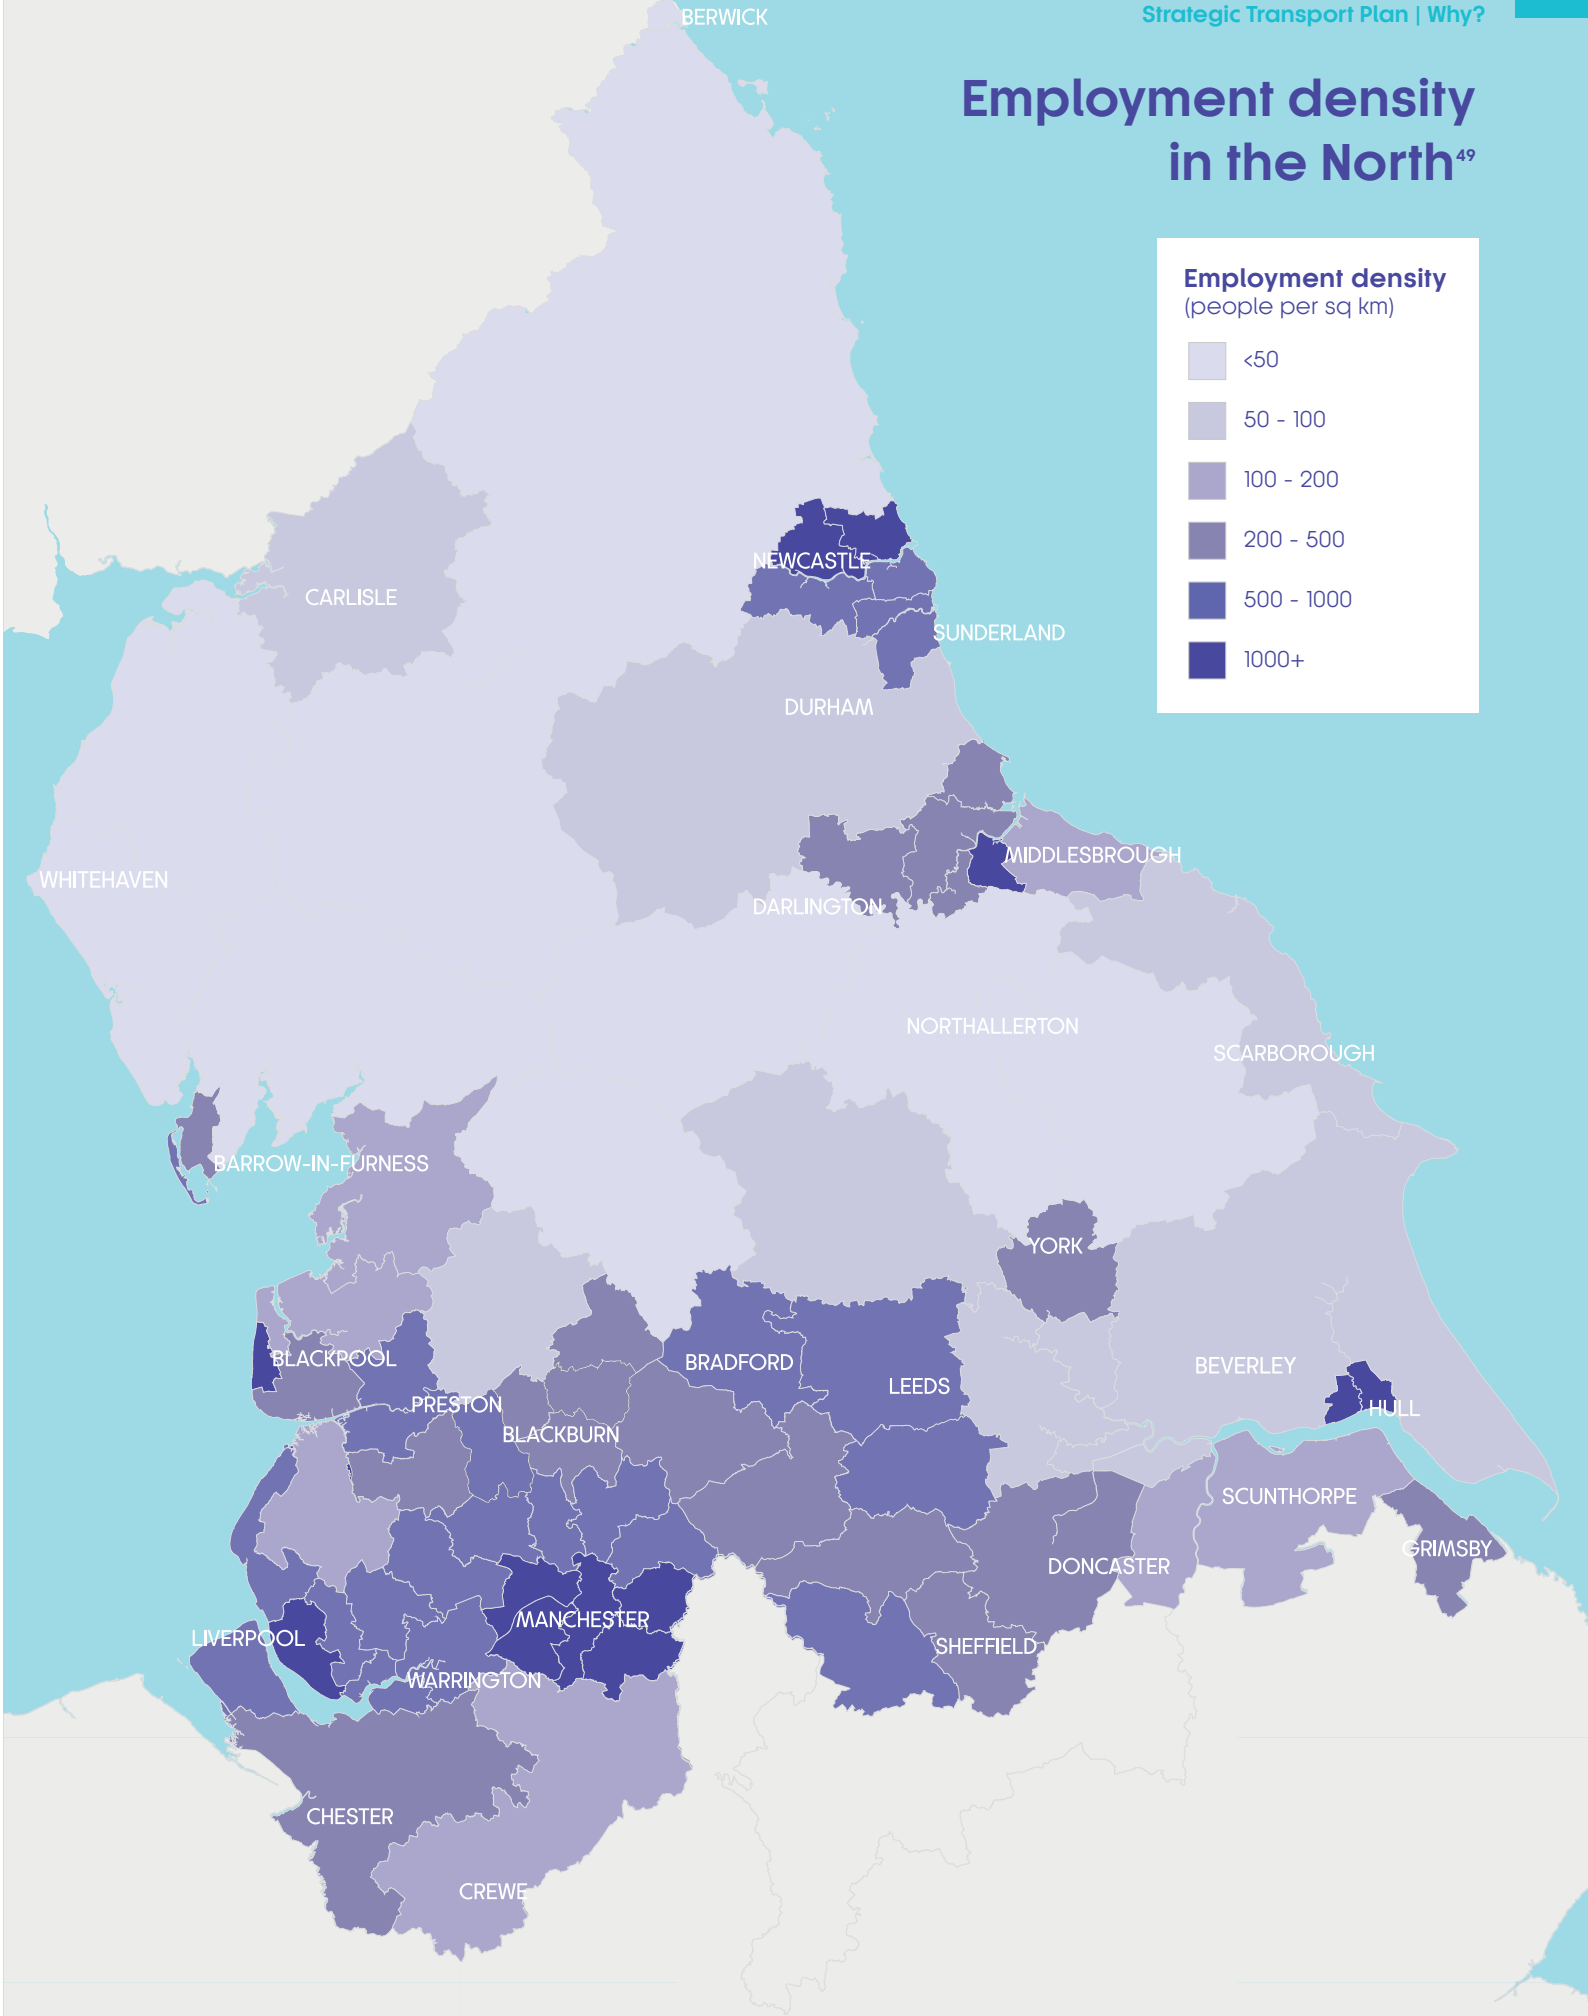 Strategic Transport Plan | Why?
Employment density
in the North⁴⁹
Employment density
(people per sq km)
<50
50 - 100
100 - 200
200 - 500
500 - 1000
1000+
BERWICK
NEWCASTLE
CARLISLE
SUNDERLAND
DURHAM
MIDDLESBROUGH
WHITEHAVEN
DARLINGTON
NORTHALLERTON
SCARBOROUGH
BARROW-IN-FURNESS
YORK
BLACKPOOL
BRADFORD
BEVERLEY
LEEDS
PRESTON
HULL
BLACKBURN
SCUNTHORPE
GRIMSBY
DONCASTER
MANCHESTER
LIVERPOOL
SHEFFIELD
WARRINGTON
CHESTER
CREWE